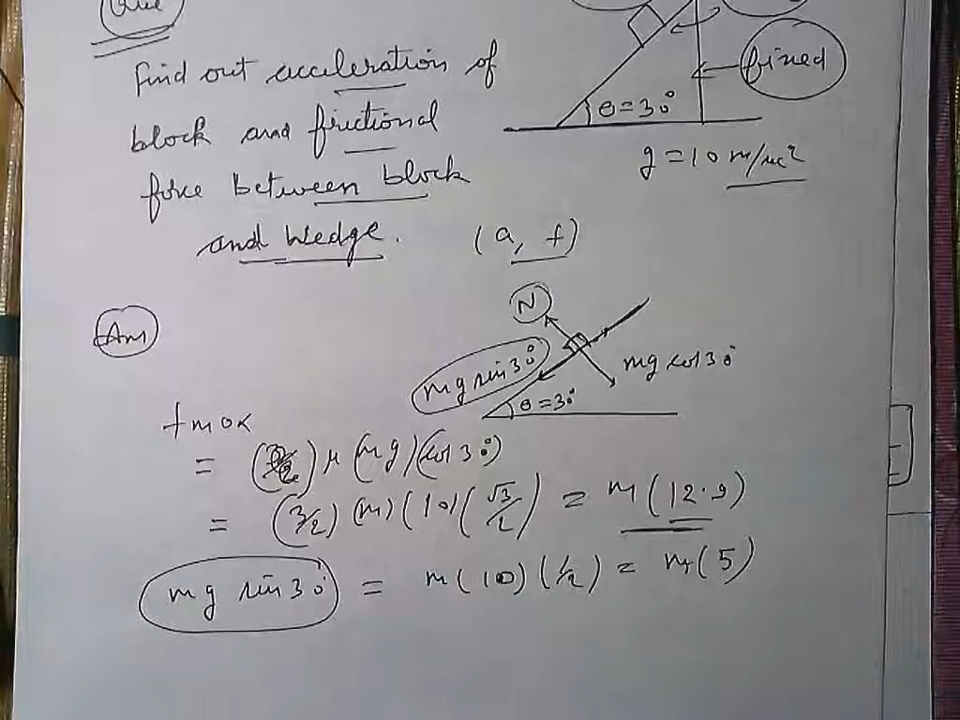 Que
Find out acceleration of
block and frictional
force between block
and wedge. (a, f)
fixed
θ = 30°
g = 10 m/sec²
Ans
N
mg sin 30°
mg cos 30°
θ = 30°
fmax
= μ (mg)(cos 30°)
= (3/2) (m) (10) (√3/2) = m(12.9)
mg sin 30° = m(10)(1/2) = m(5)